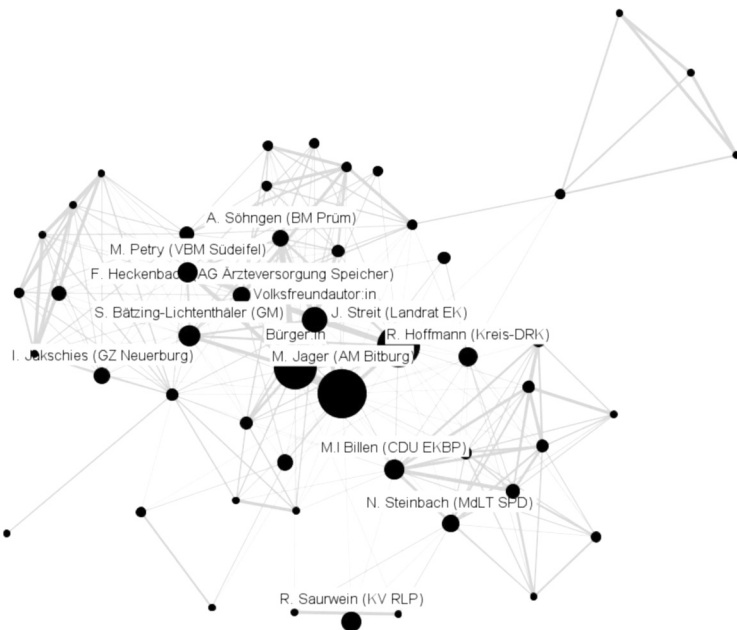 A. Söhngen (BM Prüm)
M. Petry (VBM Südeifel)
F. Heckenbach (AG Ärzteversorgung Speicher)
Volksfreundautor:in
S. Bätzing-Lichtenthäler (GM)
J. Streit (Landrat EK)
Bürger:in
R. Hoffmann (Kreis-DRK)
I. Jakschies (GZ Neuerburg)
M. Jager (AM Bitburg)
M.I Billen (CDU EKBP)
N. Steinbach (MdLT SPD)
R. Saurwein (KV RLP)